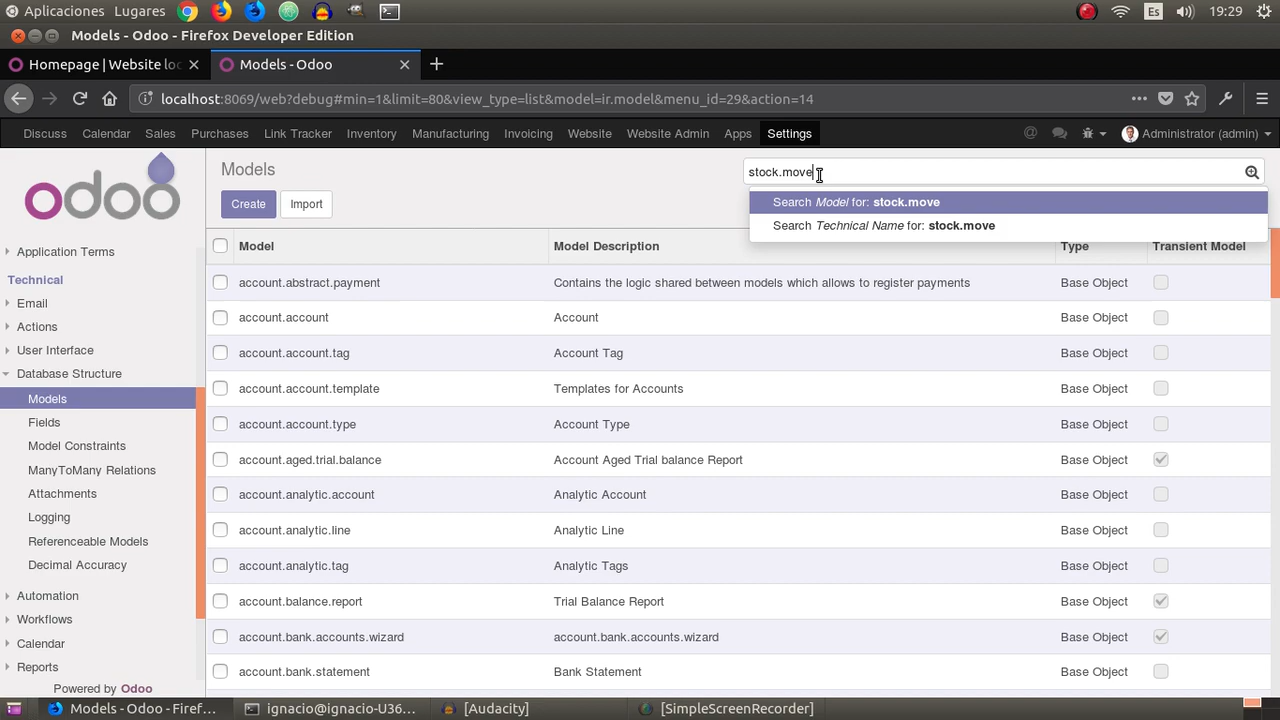 Aplicaciones Lugares Es 19:29
Models - Odoo - Firefox Developer Edition
Homepage | Website loc Models - Odoo
localhost:8069/web?debug#min=1&limit=80&view_type=list&model=ir.model&menu_id=29&action=14
Discuss Calendar Sales Purchases Link Tracker Inventory Manufacturing Invoicing Website Website Admin Apps Settings Administrator (admin)
odoo
Models stock.move
Create Import
Search Model for: stock.move
Search Technical Name for: stock.move
Model Model Description Type Transient Model
account.abstract.payment Contains the logic shared between models which allows to register payments Base Object
account.account Account Base Object
account.account.tag Account Tag Base Object
account.account.template Templates for Accounts Base Object
account.account.type Account Type Base Object
account.aged.trial.balance Account Aged Trial balance Report Base Object
account.analytic.account Analytic Account Base Object
account.analytic.line Analytic Line Base Object
account.analytic.tag Analytic Tags Base Object
account.balance.report Trial Balance Report Base Object
account.bank.accounts.wizard account.bank.accounts.wizard Base Object
account.bank.statement Bank Statement Base Object
Application Terms
Technical
Email
Actions
User Interface
Database Structure
Models
Fields
Model Constraints
ManyToMany Relations
Attachments
Logging
Referenceable Models
Decimal Accuracy
Automation
Workflows
Calendar
Reports
Powered by Odoo
Models - Odoo - Firef... ignacio@ignacio-U36... [Audacity] [SimpleScreenRecorder]